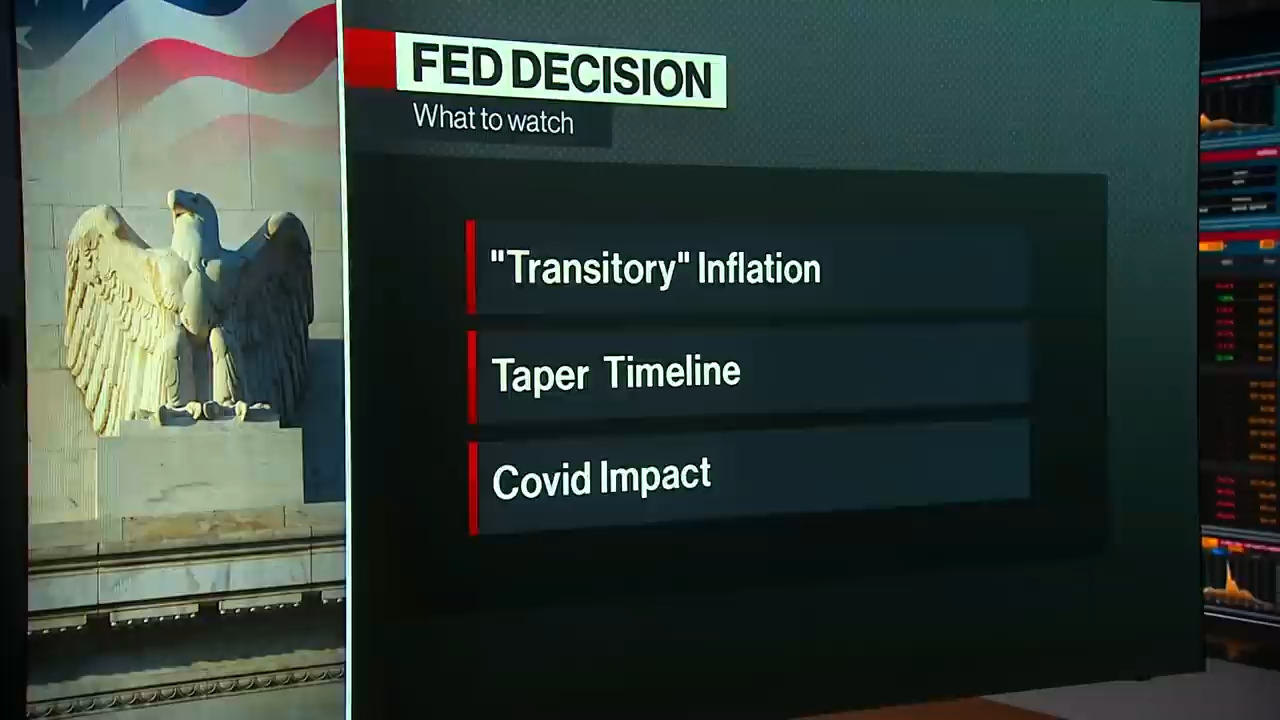 FED DECISION
What to watch
"Transitory" Inflation
Taper Timeline
Covid Impact